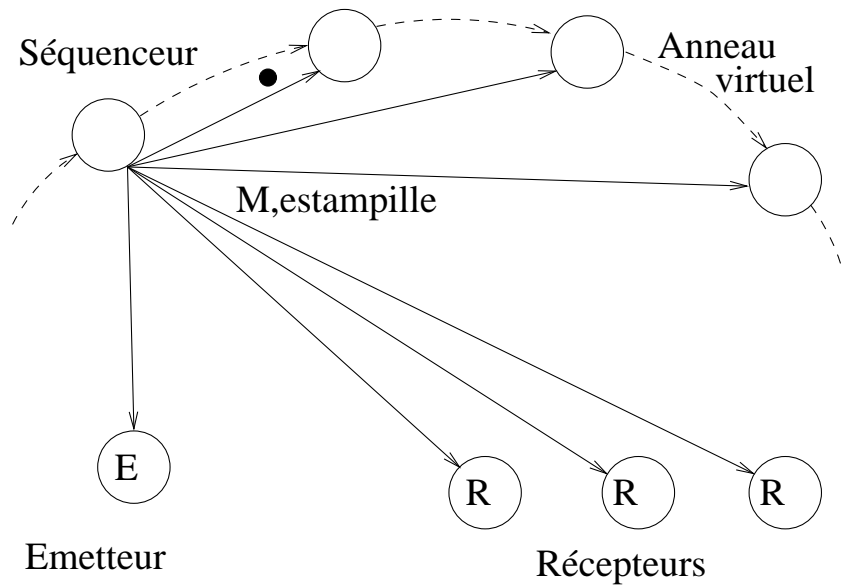 Séquenceur
Anneau
virtuel
M,estampille
E
R
R
R
Emetteur
Récepteurs